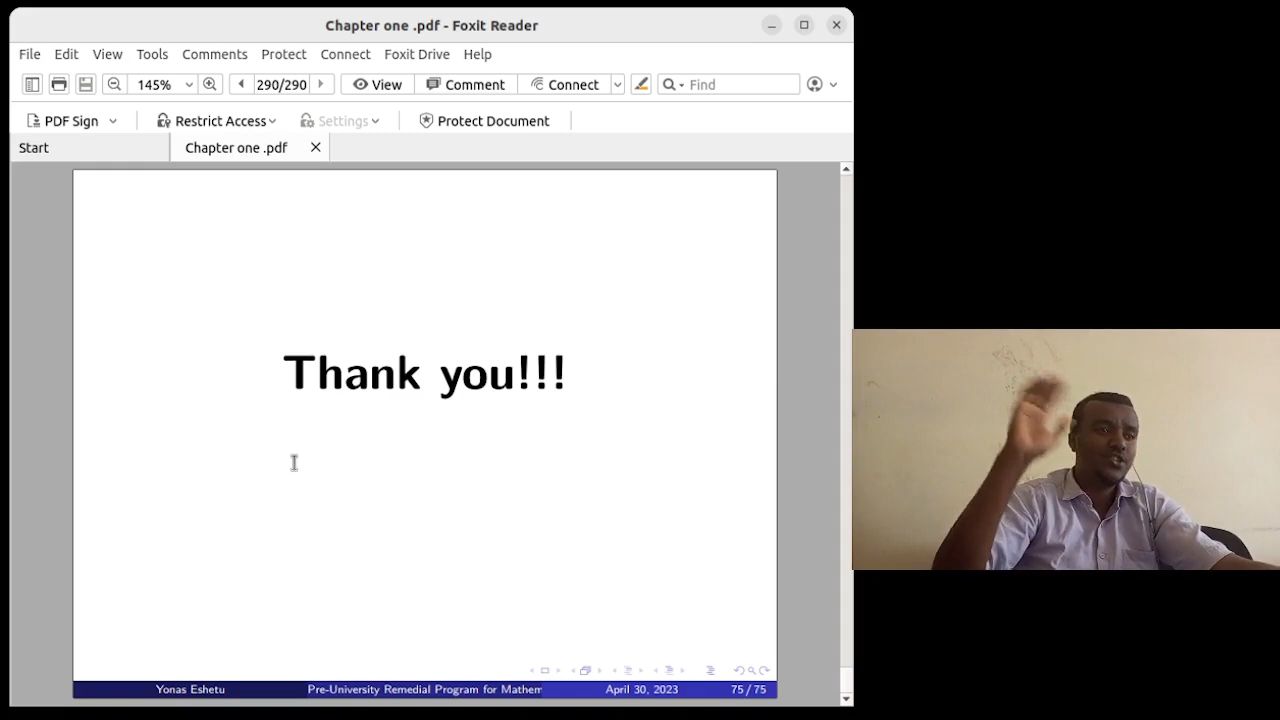 Chapter one .pdf - Foxit Reader
File Edit View Tools Comments Protect Connect Foxit Drive Help
145% 290/290 View Comment Connect Find
PDF Sign Restrict Access Settings Protect Document
Start Chapter one .pdf
Thank you!!!
Yonas Eshetu Pre-University Remedial Program for Mathem April 30, 2023 75 / 75